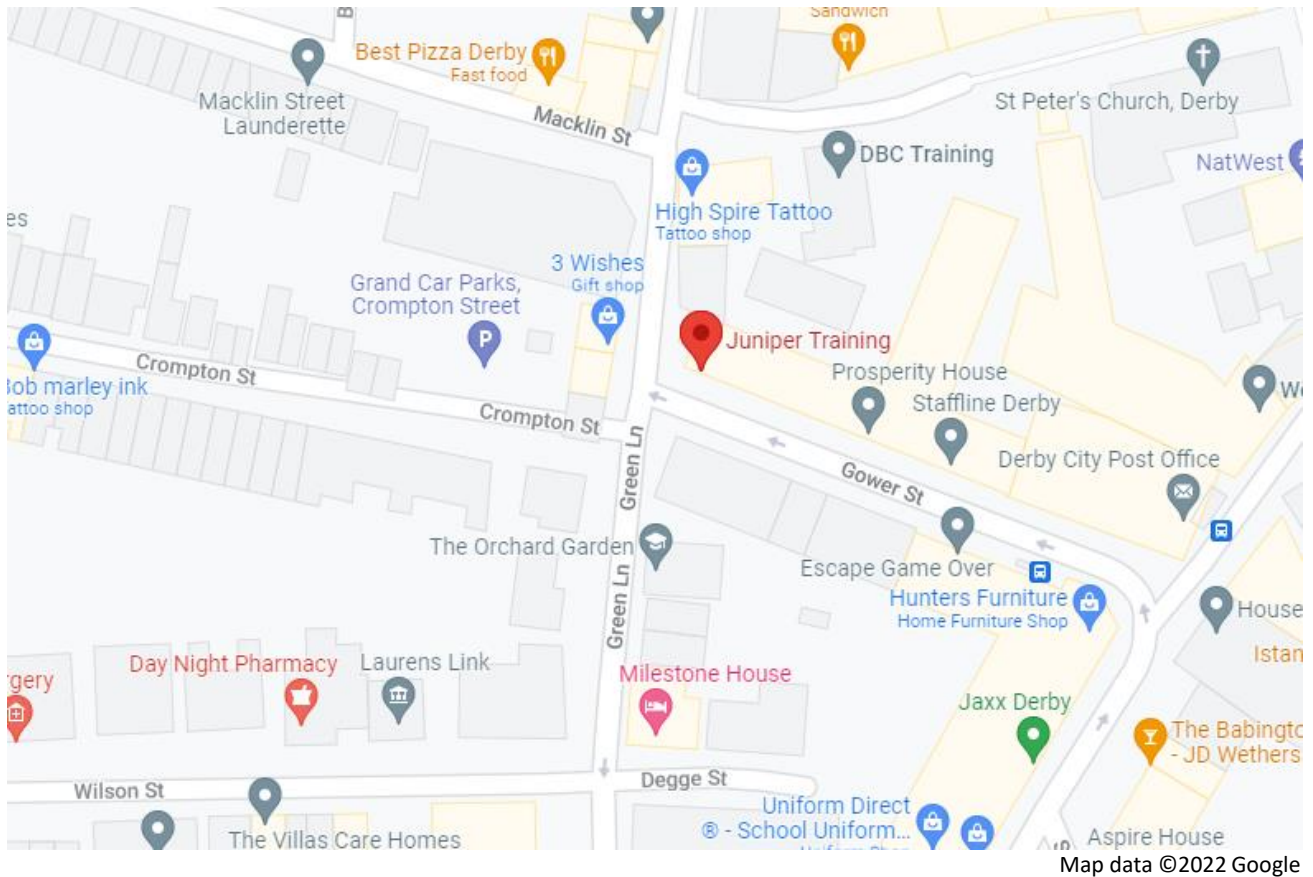 B
Sandwich
Best Pizza Derby
Fast food
Macklin Street
Launderette
Macklin St
St Peter's Church, Derby
DBC Training
NatWest
High Spire Tattoo
Tattoo shop
es
3 Wishes
Gift shop
Grand Car Parks,
Crompton Street
P
Juniper Training
Crompton St
Bob marley ink
attoo shop
Prosperity House
Staffline Derby
Crompton St
Green Ln
Gower St
Derby City Post Office
The Orchard Garden
Escape Game Over
Green Ln
Hunters Furniture
Home Furniture Shop
House
Istan
rgery
Day Night Pharmacy
Laurens Link
Milestone House
Jaxx Derby
The Babingto
- JD Wethers
Wilson St
Degge St
Uniform Direct
® - School Uniform...
The Villas Care Homes
Aspire House
Map data ©2022 Google